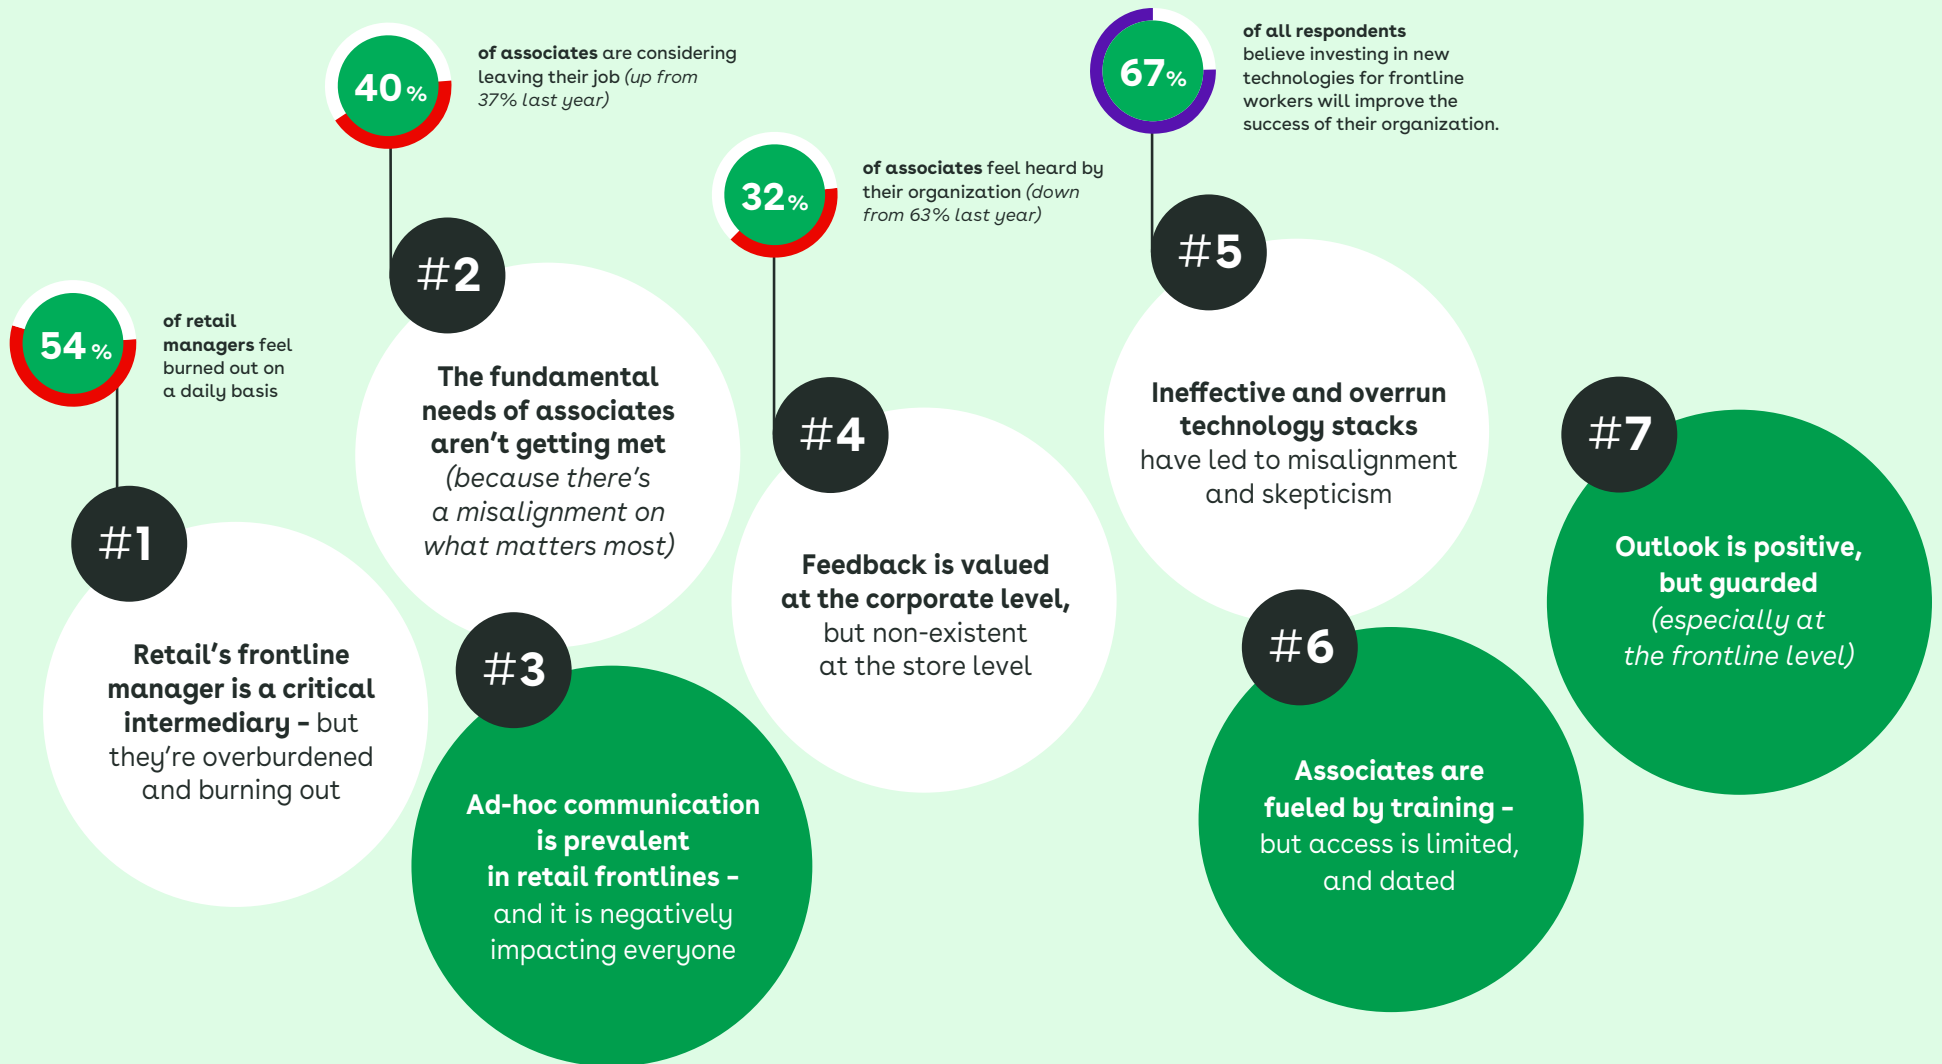 54 %
of retail
managers feel
burned out on
a daily basis
#1
Retail's frontline
manager is a critical
intermediary – but
they're overburdened
and burning out
40 %
of associates are considering
leaving their job (up from
37% last year)
#2
The fundamental
needs of associates
aren't getting met
(because there's
a misalignment on
what matters most)
#3
Ad-hoc communication
is prevalent
in retail frontlines –
and it is negatively
impacting everyone
32%
of associates feel heard by
their organization (down
from 63% last year)
#4
Feedback is valued
at the corporate level,
but non-existent
at the store level
67%
of all respondents
believe investing in new
technologies for frontline
workers will improve the
success of their organization.
#5
Ineffective and overrun
technology stacks
have led to misalignment
and skepticism
#6
Associates are
fueled by training –
but access is limited,
and dated
#7
Outlook is positive,
but guarded
(especially at
the frontline level)